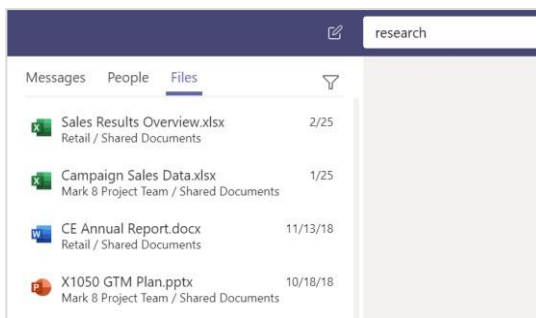 research
Messages People Files
Sales Results Overview.xlsx 2/25
Retail / Shared Documents
Campaign Sales Data.xlsx 1/25
Mark 8 Project Team / Shared Documents
CE Annual Report.docx 11/13/18
Retail / Shared Documents
X1050 GTM Plan.pptx 10/18/18
Mark 8 Project Team / Shared Documents